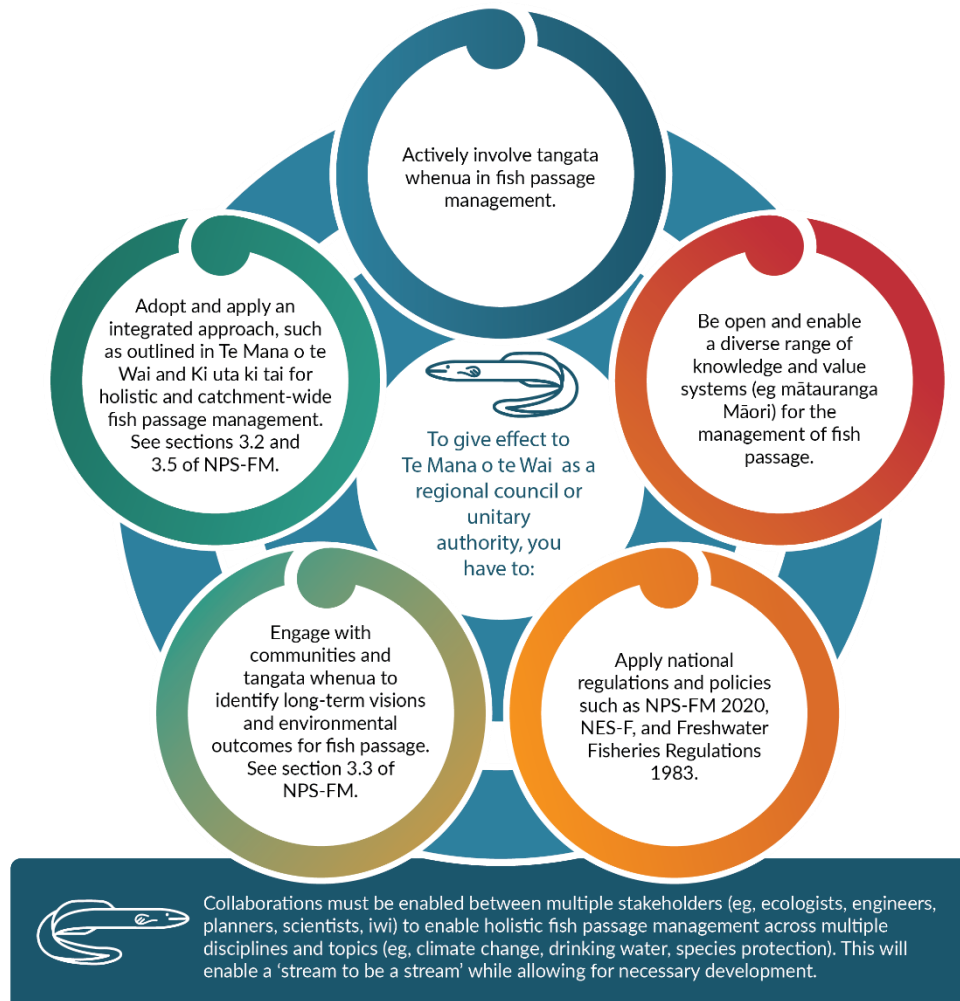 Actively involve tangata
whenua in fish passage
management.
Adopt and apply an
integrated approach, such
as outlined in Te Mana o te
Wai and Ki uta ki tai for
holistic and catchment-wide
fish passage management.
See sections 3.2 and
3.5 of NPS-FM.
Be open and enable
a diverse range of
knowledge and value
systems (eg mātauranga
Māori) for the
management of fish
passage.
To give effect to
Te Mana o te Wai as a
regional council or
unitary
authority, you
have to:
Engage with
communities and
tangata whenua to
identify long-term visions
and environmental
outcomes for fish passage.
See section 3.3 of
NPS-FM.
Apply national
regulations and policies
such as NPS-FM 2020,
NES-F, and Freshwater
Fisheries Regulations
1983.
Collaborations must be enabled between multiple stakeholders (eg, ecologists, engineers,
planners, scientists, iwi) to enable holistic fish passage management across multiple
disciplines and topics (eg, climate change, drinking water, species protection). This will
enable a ‘stream to be a stream’ while allowing for necessary development.